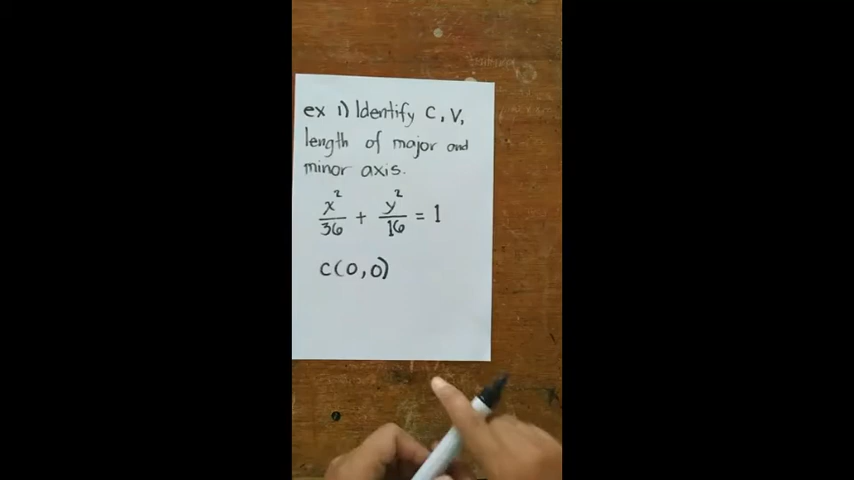 ex 1) Identify C, V,
length of major and
minor axis.
x²/36 + y²/16 = 1
C(0,0)